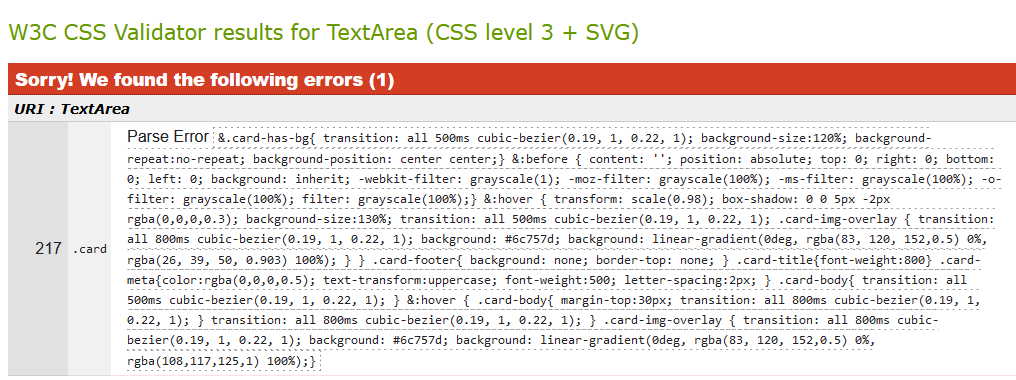 W3C CSS Validator results for TextArea (CSS level 3 + SVG)
Sorry! We found the following errors (1)
URI : TextArea
217 .card Parse Error &.card-has-bg{ transition: all 500ms cubic-bezier(0.19, 1, 0.22, 1); background-size:120%; background-
repeat:no-repeat; background-position: center center;} &:before { content: ''; position: absolute; top: 0; right: 0; bottom:
0; left: 0; background: inherit; -webkit-filter: grayscale(1); -moz-filter: grayscale(100%); -ms-filter: grayscale(100%); -o-
filter: grayscale(100%); filter: grayscale(100%);} &:hover { transform: scale(0.98); box-shadow: 0 0 5px -2px
rgba(0,0,0,0.3); background-size:130%; transition: all 500ms cubic-bezier(0.19, 1, 0.22, 1); .card-img-overlay { transition:
all 800ms cubic-bezier(0.19, 1, 0.22, 1); background: #6c757d; background: linear-gradient(0deg, rgba(83, 120, 152,0.5) 0%,
rgba(26, 39, 50, 0.903) 100%); } } .card-footer{ background: none; border-top: none; } .card-title{font-weight:800} .card-
meta{color:rgba(0,0,0,0.5); text-transform:uppercase; font-weight:500; letter-spacing:2px; } .card-body{ transition: all
500ms cubic-bezier(0.19, 1, 0.22, 1); } &:hover { .card-body{ margin-top:30px; transition: all 800ms cubic-bezier(0.19, 1,
0.22, 1); } transition: all 800ms cubic-bezier(0.19, 1, 0.22, 1); } .card-img-overlay { transition: all 800ms cubic-
bezier(0.19, 1, 0.22, 1); background: #6c757d; background: linear-gradient(0deg, rgba(83, 120, 152,0.5) 0%,
rgba(108,117,125,1) 100%);}